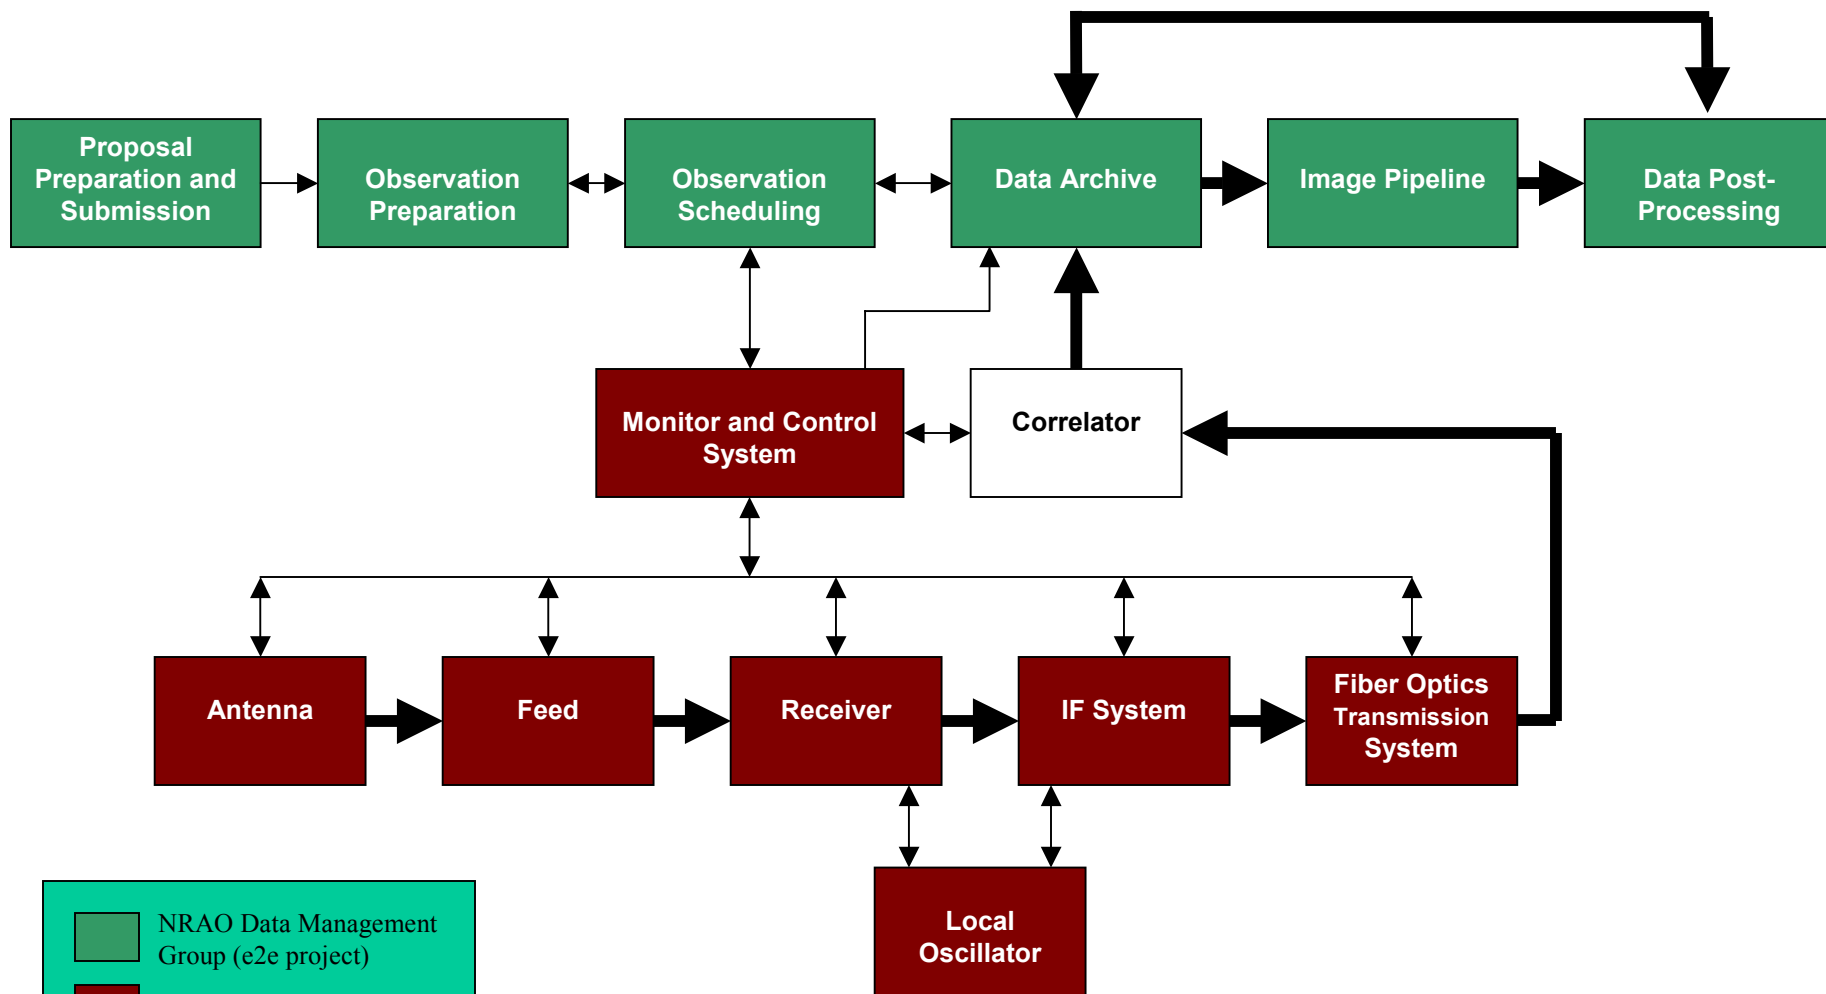 Proposal
Preparation and
Submission
Observation
Preparation
Observation
Scheduling
Data Archive
Image Pipeline
Data Post-
Processing
Monitor and Control
System
Correlator
Antenna
Feed
Receiver
IF System
Fiber Optics
Transmission
System
Local
Oscillator
NRAO Data Management
Group (e2e project)